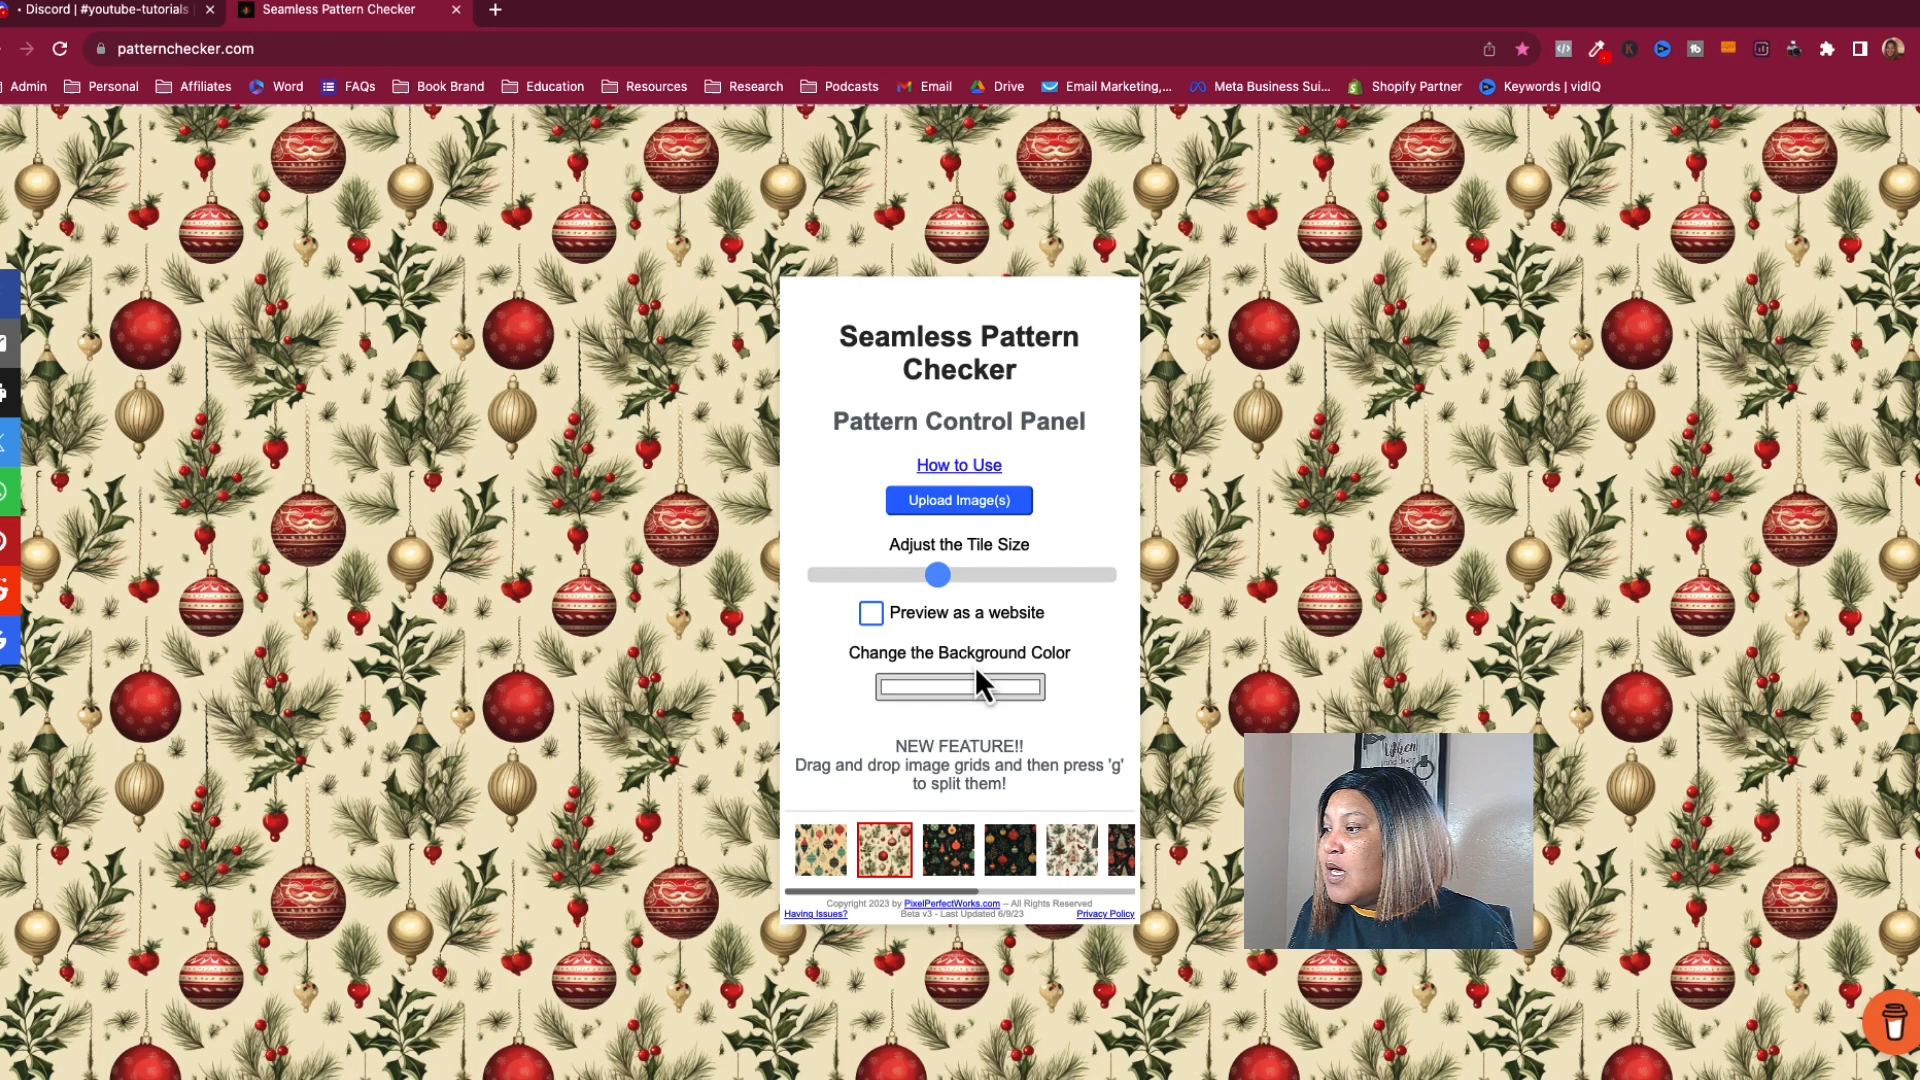 Discord | #youtube-tutorials
Seamless Pattern Checker
patternchecker.com
Admin
Personal
Affiliates
Word
FAQs
Book Brand
Education
Resources
Research
Podcasts
Email
Drive
Email Marketing,...
Meta Business Sui...
Shopify Partner
Keywords | vidIQ
Seamless Pattern
Checker
Pattern Control Panel
How to Use
Upload Image(s)
Adjust the Tile Size
Preview as a website
Change the Background Color
NEW FEATURE!!
Drag and drop image grids and then press 'g'
to split them!
Copyright 2023 by PixelPerfectWorks.com -- All Rights Reserved
Having Issues?
Beta v3 - Last Updated 6/9/23
Privacy Policy